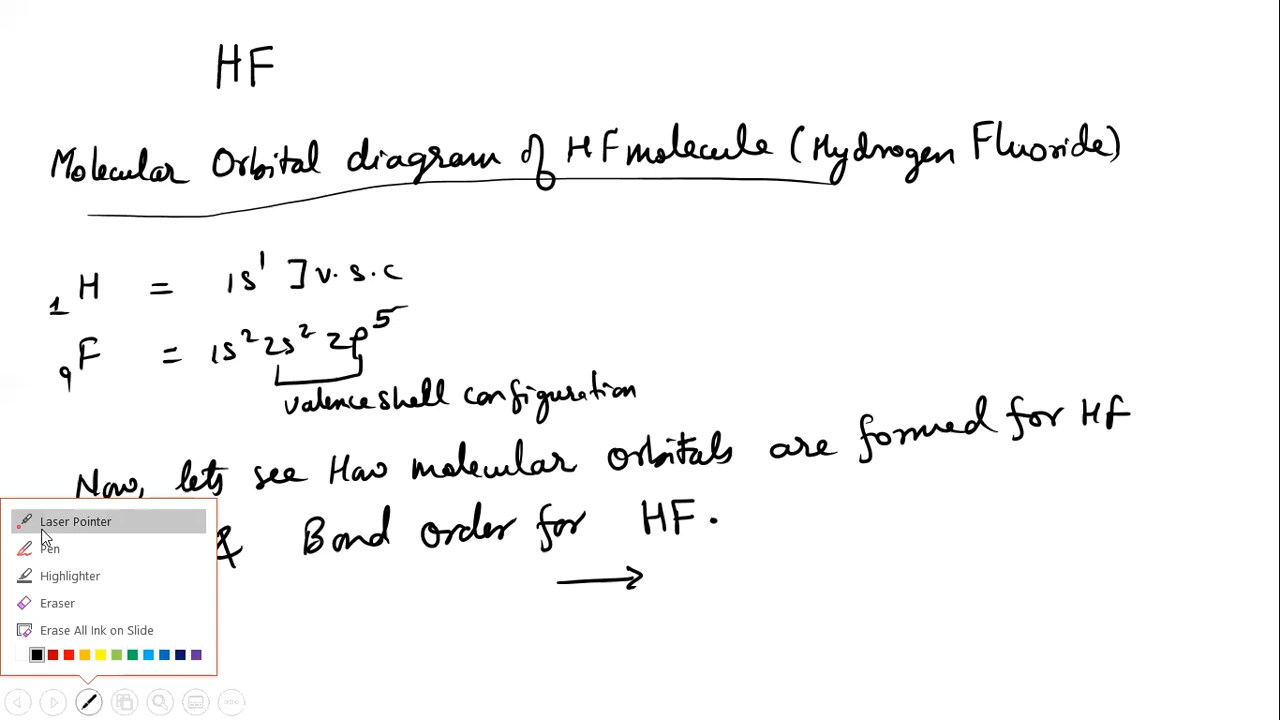 HF
Molecular Orbital diagram of HF molecule (Hydrogen Fluoride)
₁H = 1s¹ ] v.s.c
₉F = 1s² 2s² 2p⁵
valence shell configuration
Now, lets see How molecular orbitals are formed for HF
& Bond order for HF.
Laser Pointer
Pen
Highlighter
Eraser
Erase All Ink on Slide